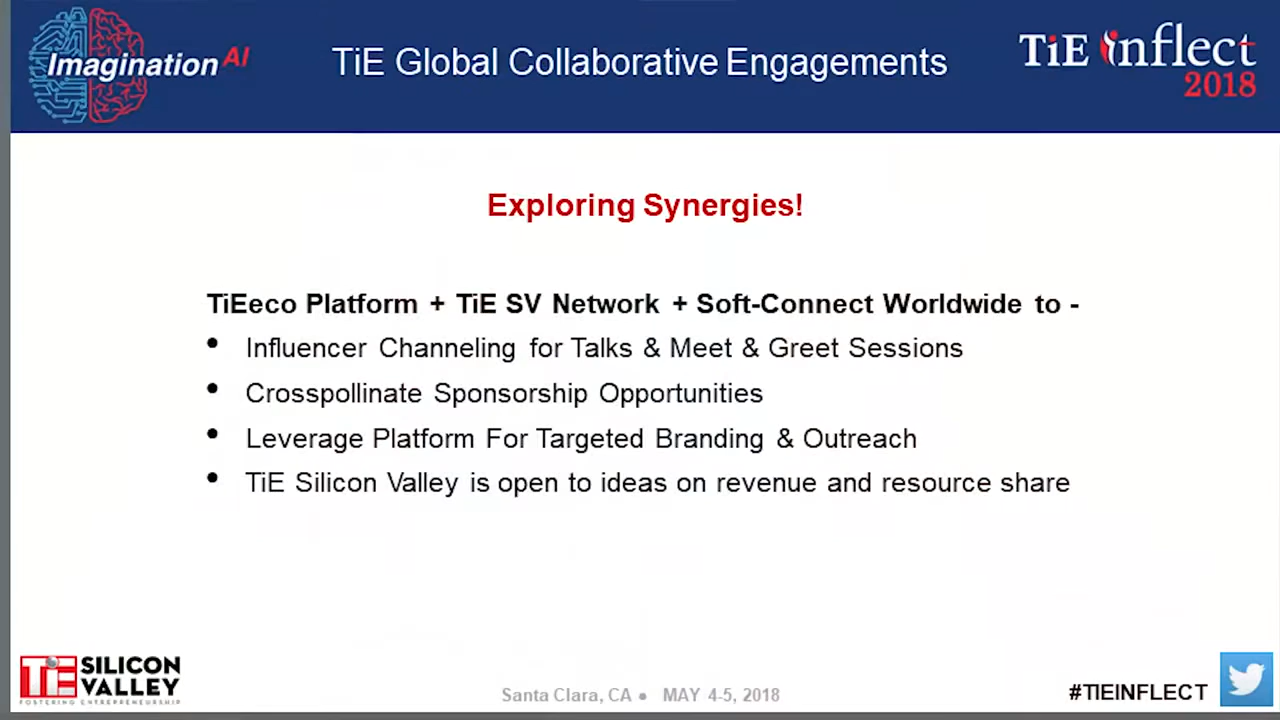 Imagination AI
TiE Global Collaborative Engagements
TiE inflect
2018
Exploring Synergies!
TiEeco Platform + TiE SV Network + Soft-Connect Worldwide to -
• Influencer Channeling for Talks & Meet & Greet Sessions
• Crosspollinate Sponsorship Opportunities
• Leverage Platform For Targeted Branding & Outreach
• TiE Silicon Valley is open to ideas on revenue and resource share
TiE SILICON
VALLEY
FOSTERING ENTREPRENEURSHIP
Santa Clara, CA ● MAY 4-5, 2018
#TIEINFLECT